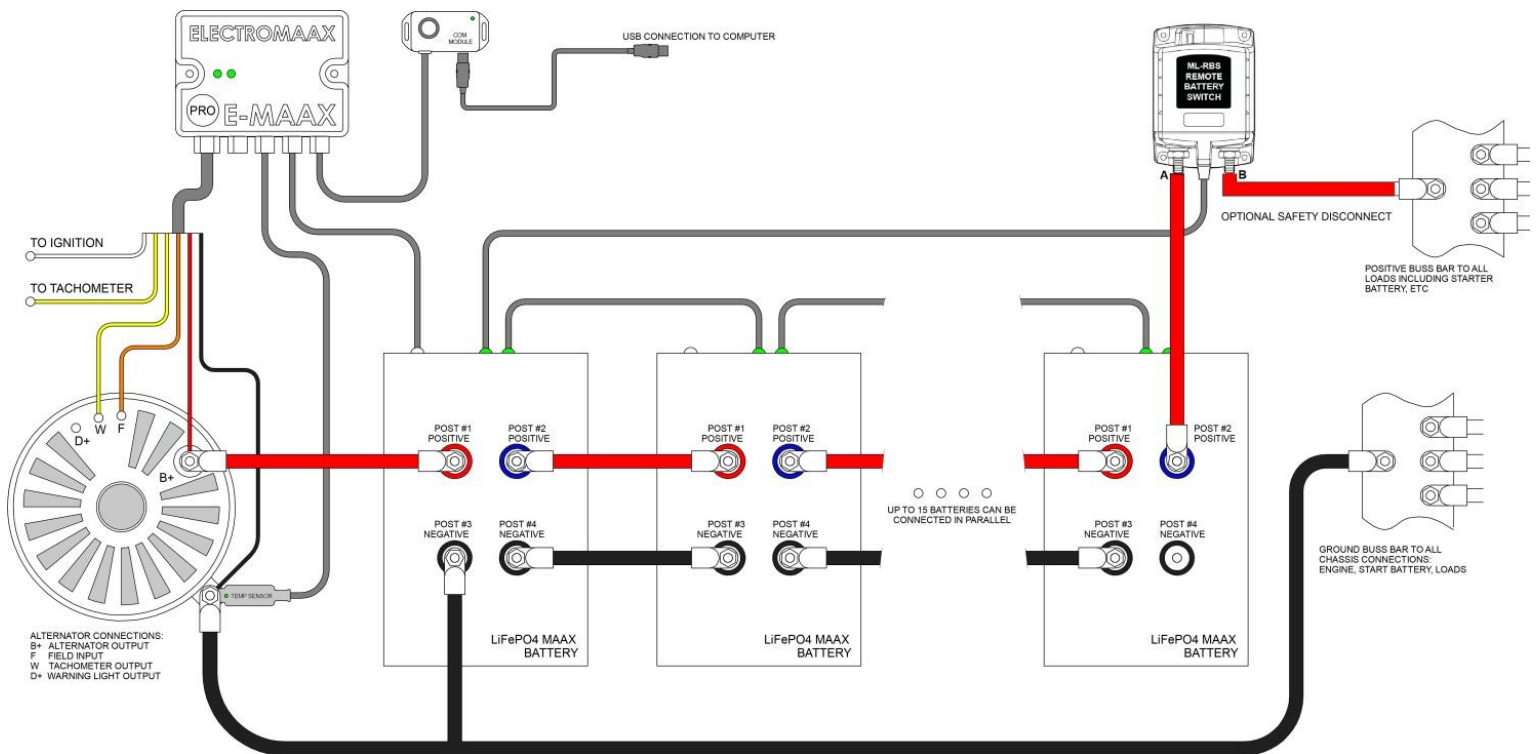 ELECTROMAAX
PRO
E-MAAX
COM
MODULE
USB CONNECTION TO COMPUTER
ML-RBS
REMOTE
BATTERY
SWITCH
A
B
OPTIONAL SAFETY DISCONNECT
POSITIVE BUSS BAR TO ALL
LOADS INCLUDING STARTER
BATTERY, ETC
TO IGNITION
TO TACHOMETER
D+
W
F
B+
TEMP SENSOR
ALTERNATOR CONNECTIONS:
B+ ALTERNATOR OUTPUT
F FIELD INPUT
W TACHOMETER OUTPUT
D+ WARNING LIGHT OUTPUT
POST #1
POSITIVE
POST #2
POSITIVE
POST #3
NEGATIVE
POST #4
NEGATIVE
LiFePO4 MAAX
BATTERY
POST #1
POSITIVE
POST #2
POSITIVE
POST #3
NEGATIVE
POST #4
NEGATIVE
LiFePO4 MAAX
BATTERY
UP TO 15 BATTERIES CAN BE
CONNECTED IN PARALLEL
POST #1
POSITIVE
POST #2
POSITIVE
POST #3
NEGATIVE
POST #4
NEGATIVE
LiFePO4 MAAX
BATTERY
GROUND BUSS BAR TO ALL
CHASSIS CONNECTIONS:
ENGINE, START BATTERY, LOADS